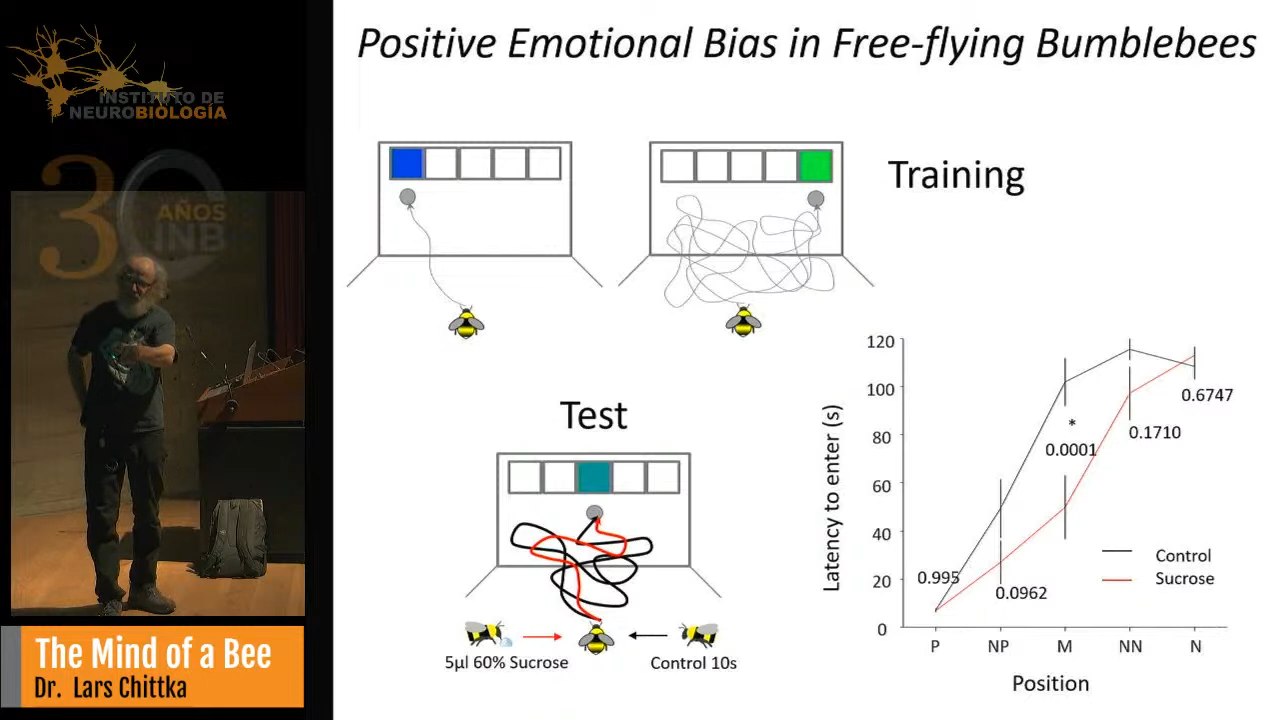 INSTITUTO DE
NEUROBIOLOGÍA
30
AÑOS
INB
The Mind of a Bee
Dr. Lars Chittka
Positive Emotional Bias in Free-flying Bumblebees
Training
Test
5µl 60% Sucrose
Control 10s
Latency to enter (s)
120
100
80
60
40
20
0
0.995
0.0962
*
0.0001
0.1710
0.6747
Control
Sucrose
P NP M NN N
Position